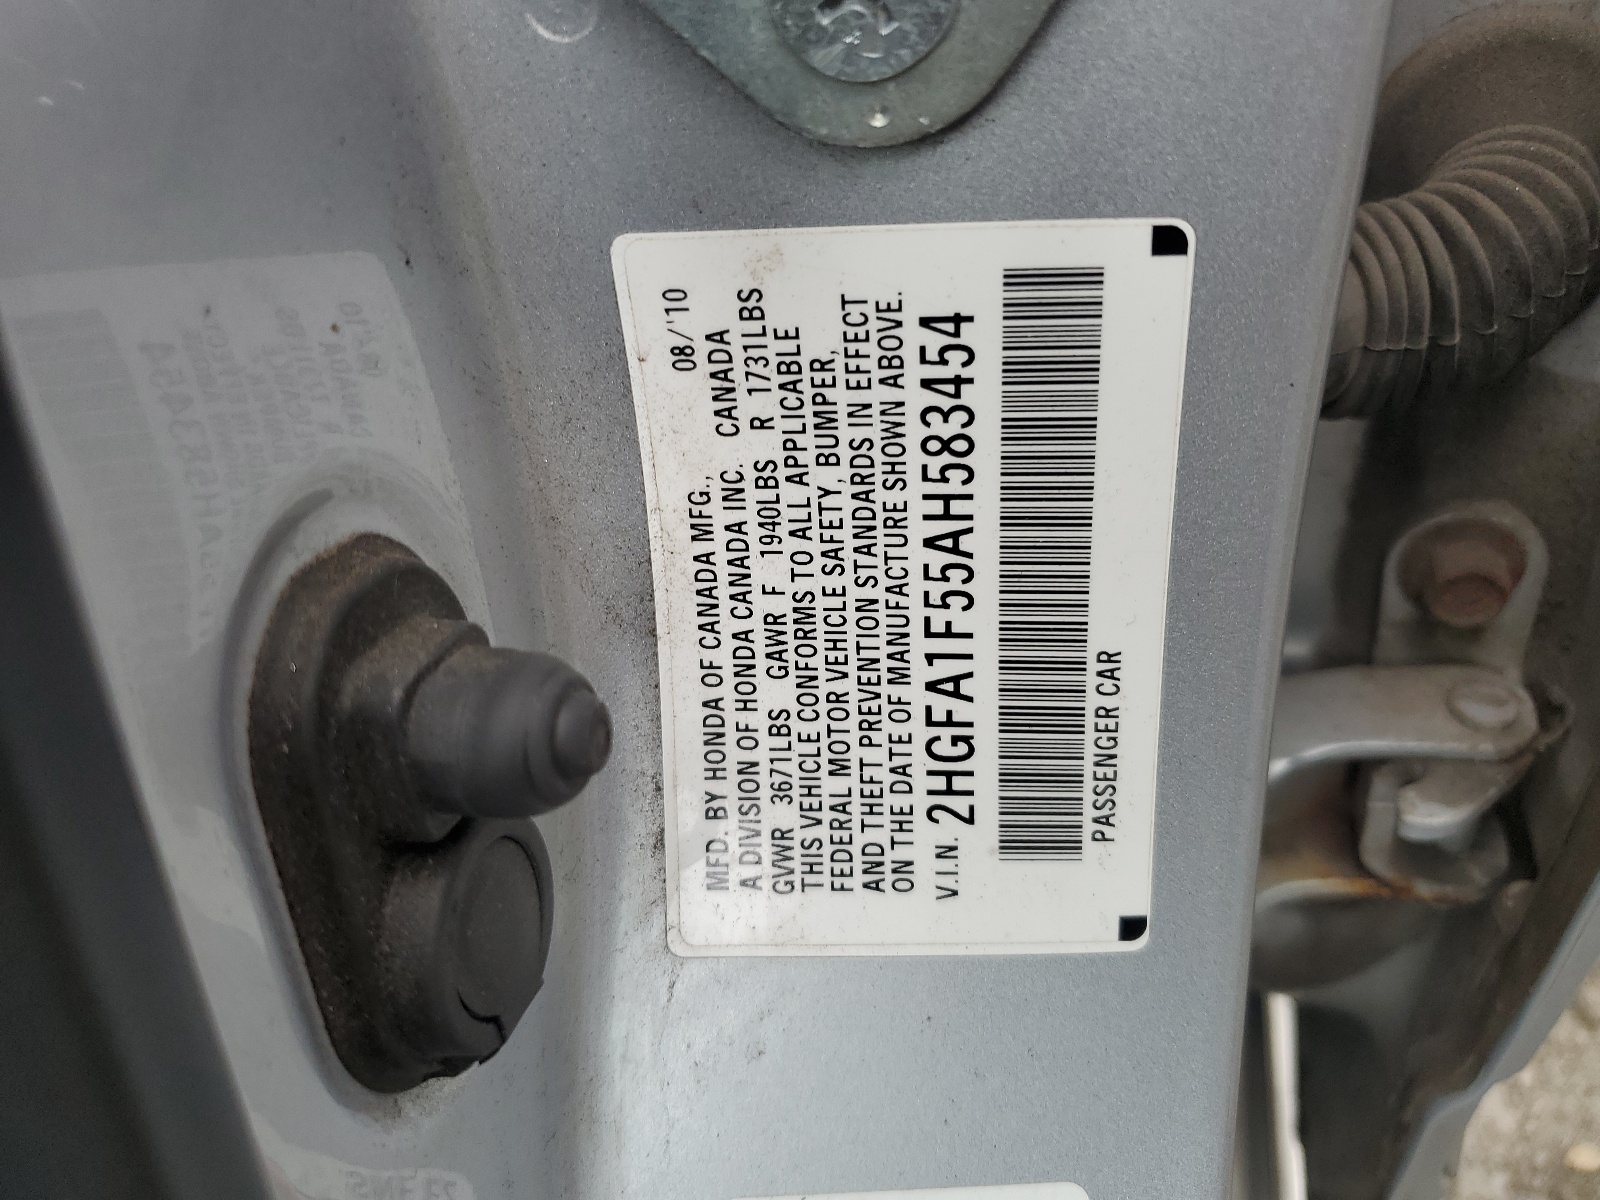 08/'10
MFD. BY HONDA OF CANADA MFG.,
A DIVISION OF HONDA CANADA INC. CANADA
GVWR 3671LBS GAWR F 1940LBS R 1731LBS
THIS VEHICLE CONFORMS TO ALL APPLICABLE
FEDERAL MOTOR VEHICLE SAFETY, BUMPER,
AND THEFT PREVENTION STANDARDS IN EFFECT
ON THE DATE OF MANUFACTURE SHOWN ABOVE.
V.I.N. 2HGFA1F55AH583454
PASSENGER CAR